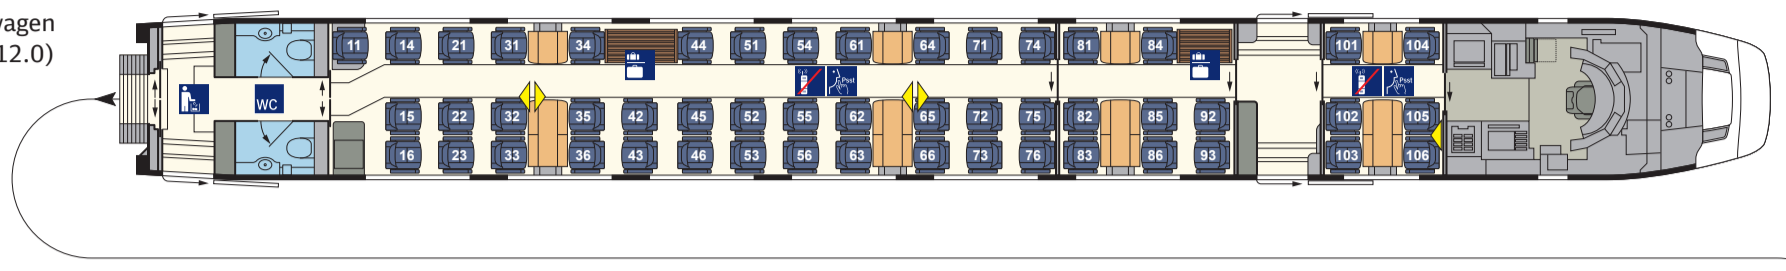 wagen
12.0)
11 14 21 31 34 44 51 54 61 64 71 74 81 84 101 104
Psst Psst
WC
15 22 32 35 42 45 52 55 62 65 72 75 82 85 92 102 105
16 23 33 36 43 46 53 56 63 66 73 76 83 86 93 103 106